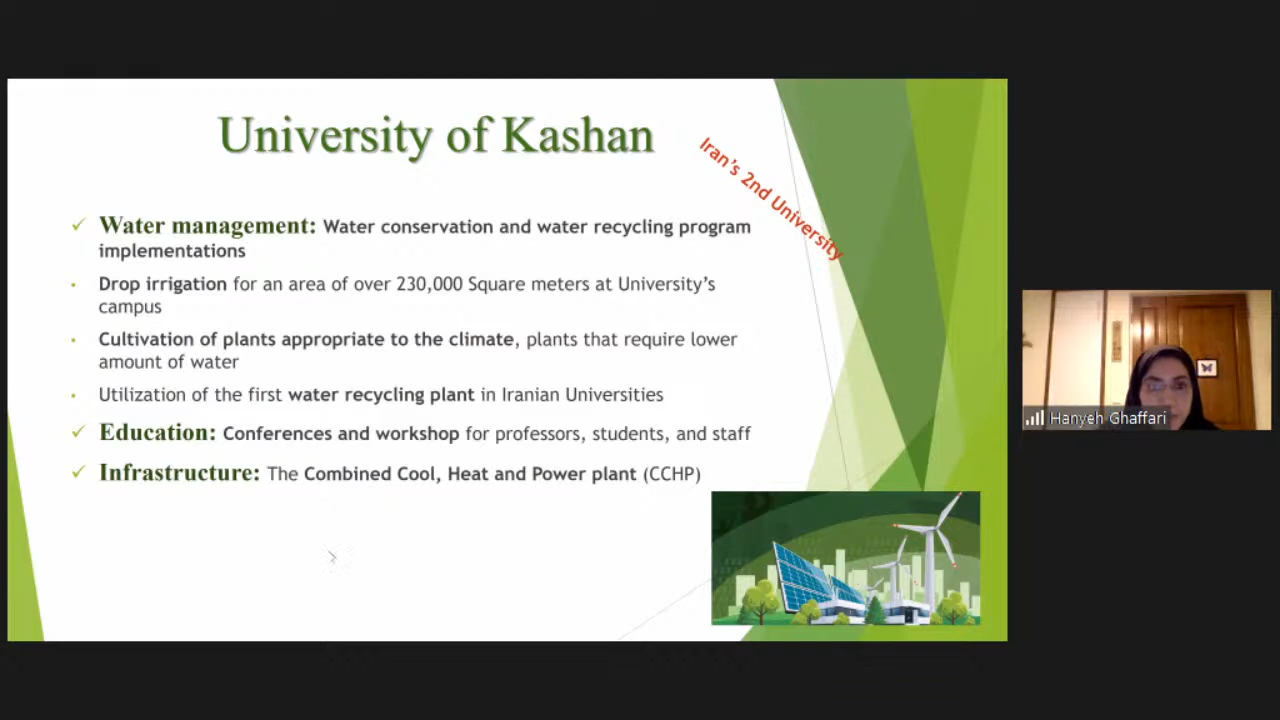 University of Kashan
Iran's 2nd University
Water management: Water conservation and water recycling program
implementations
Drop irrigation for an area of over 230,000 Square meters at University's
campus
Cultivation of plants appropriate to the climate, plants that require lower
amount of water
Utilization of the first water recycling plant in Iranian Universities
Education: Conferences and workshop for professors, students, and staff
Infrastructure: The Combined Cool, Heat and Power plant (CCHP)
Hanyeh Ghaffari